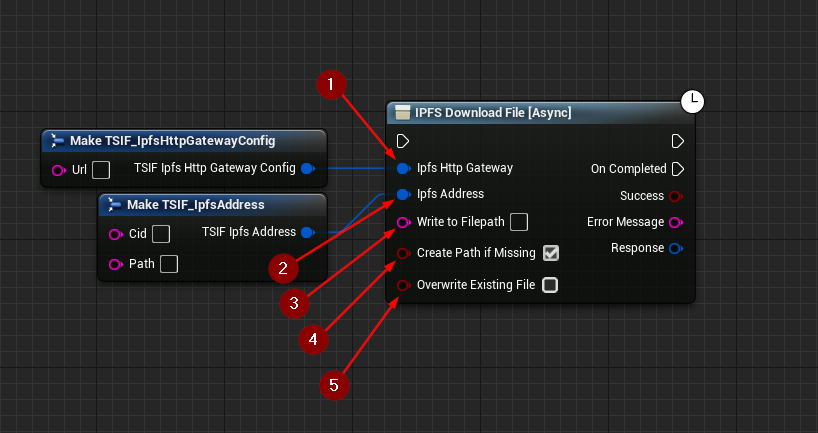 1
Make TSIF_IpfsHttpGatewayConfig
Url
TSIF Ipfs Http Gateway Config
Make TSIF_IpfsAddress
Cid
TSIF Ipfs Address
Path
IPFS Download File [Async]
Ipfs Http Gateway
On Completed
Ipfs Address
Success
Write to Filepath
Error Message
Create Path if Missing
Response
Overwrite Existing File
2
3
4
5